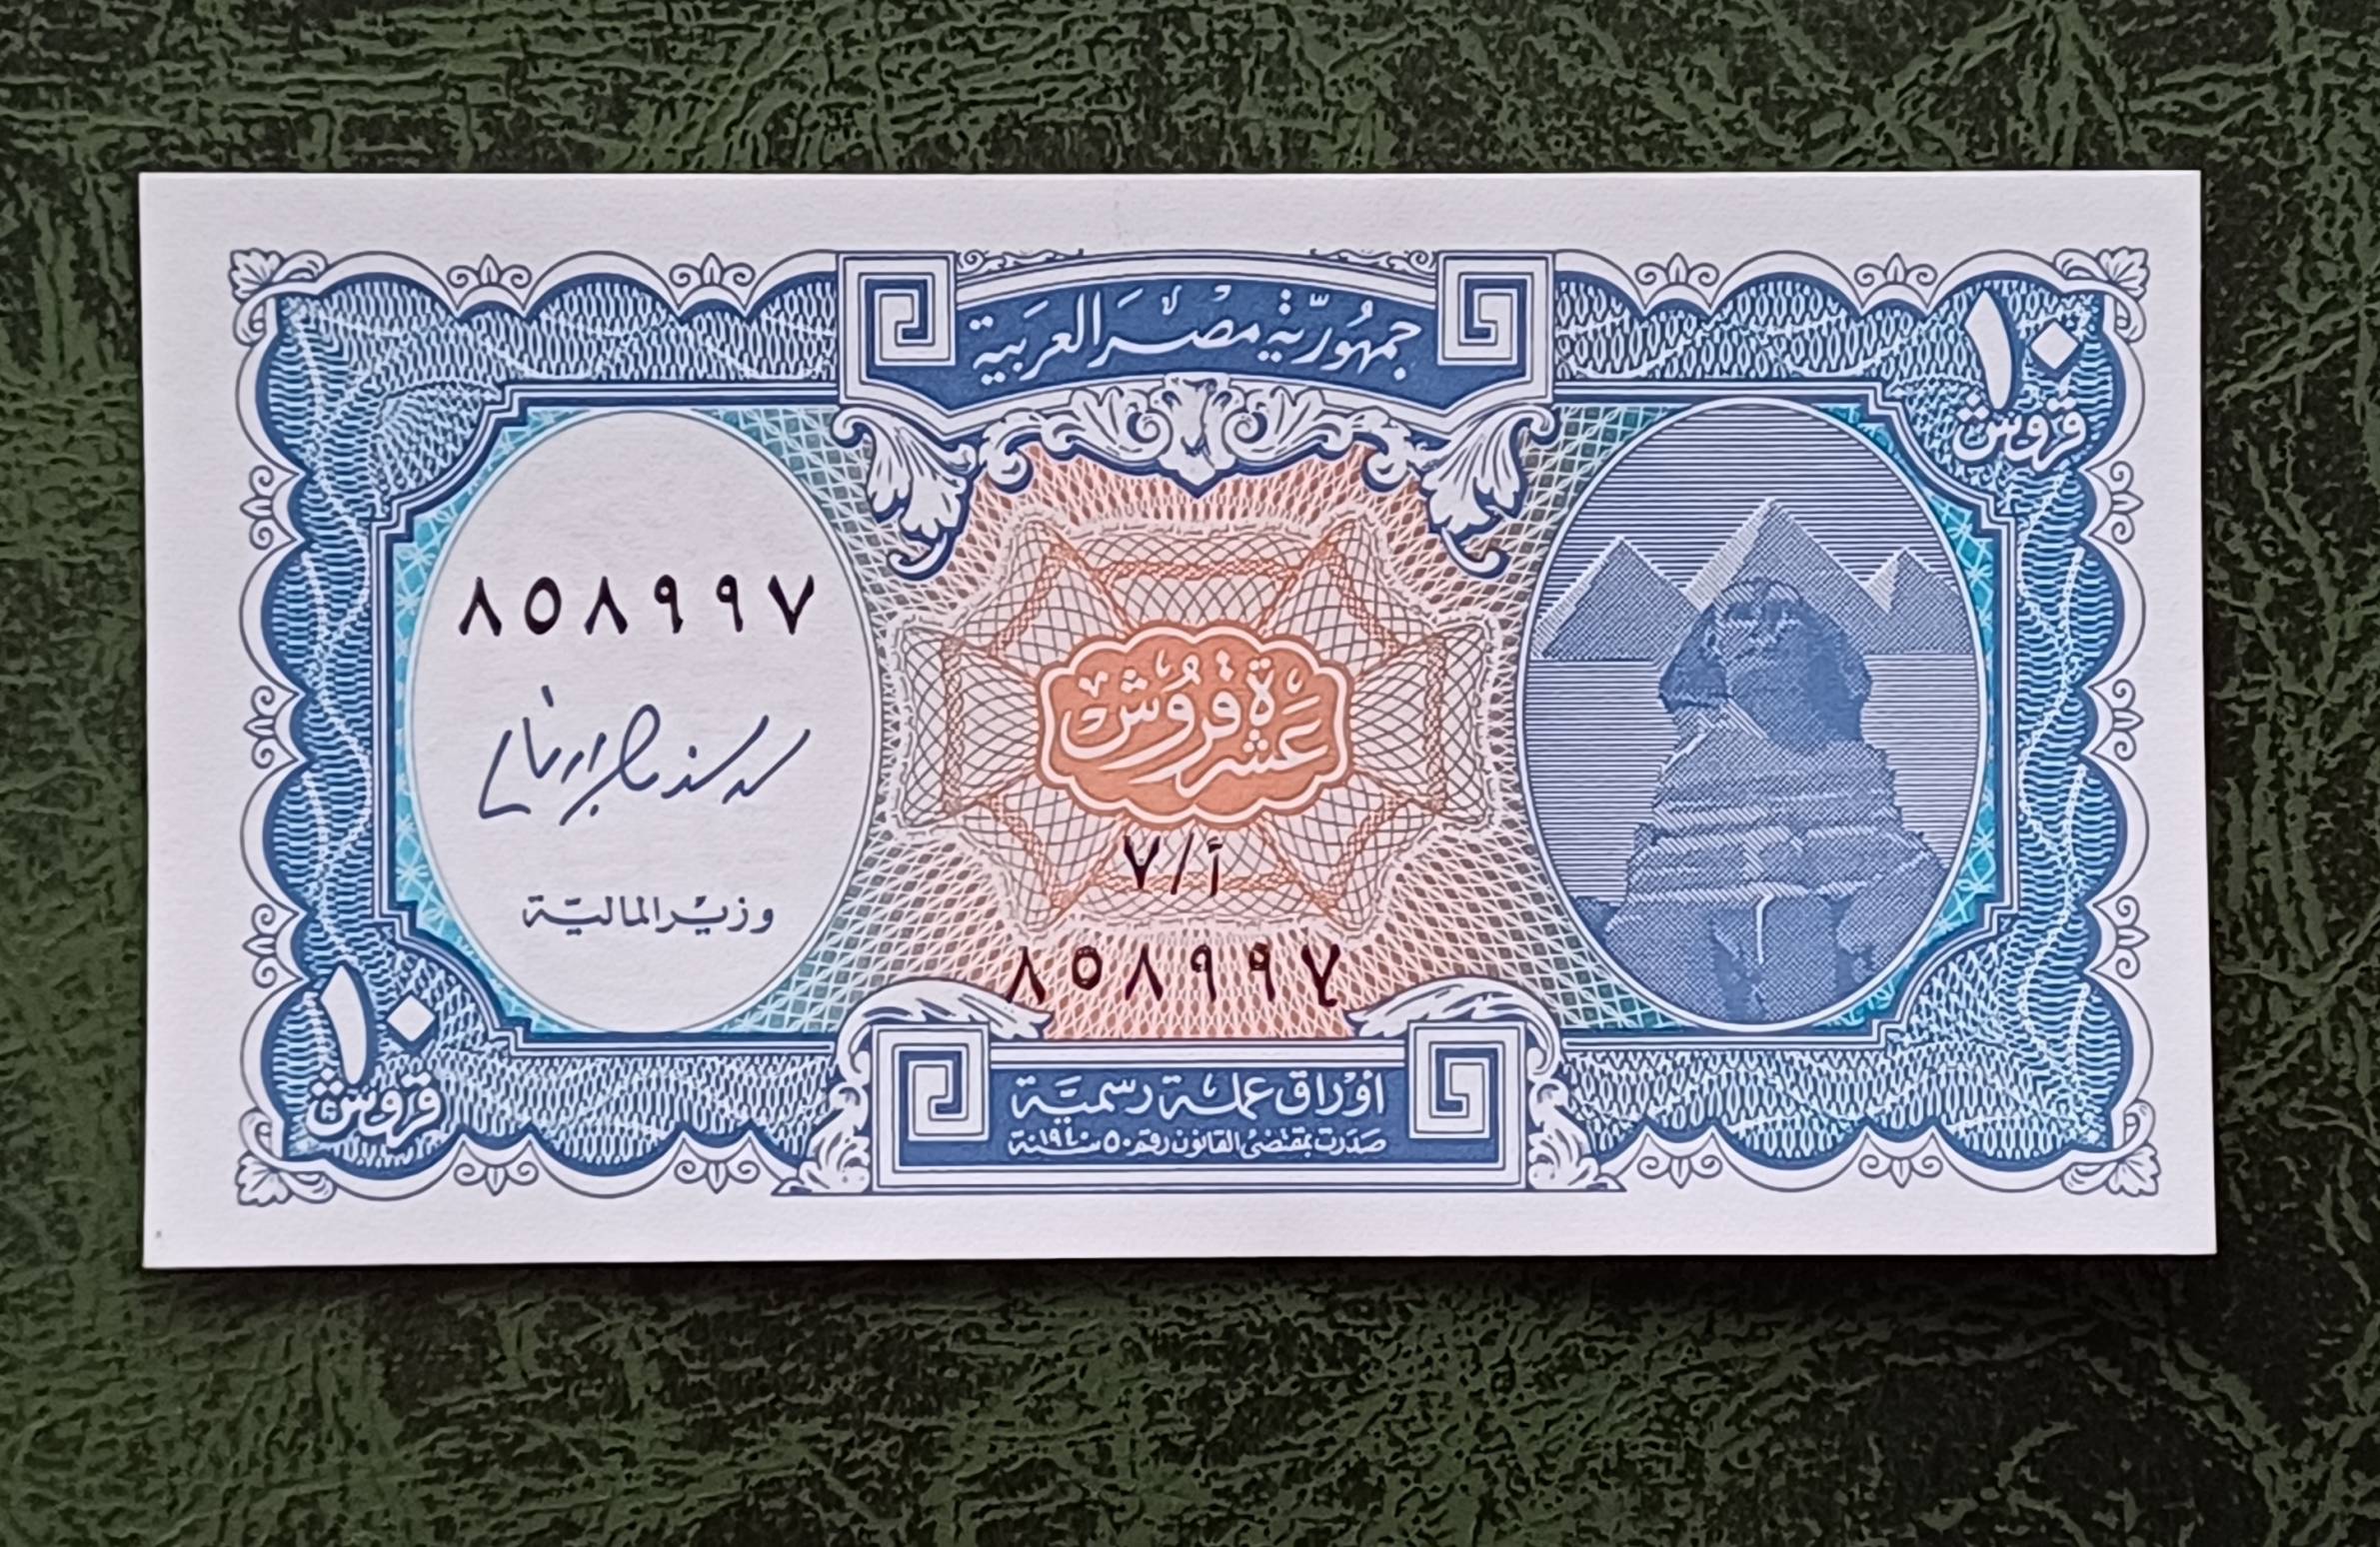 جمهورية مصر العربية
١٠
قروش
٨٥٨٩٩٧
عشرة قروش
وزير المالية
أ/٧
٨٥٨٩٩٧
١٠
قروش
أوراق عملة رسمية
صدرت بمقتضى القانون رقم ٥٠ سنة ١٩٤٠